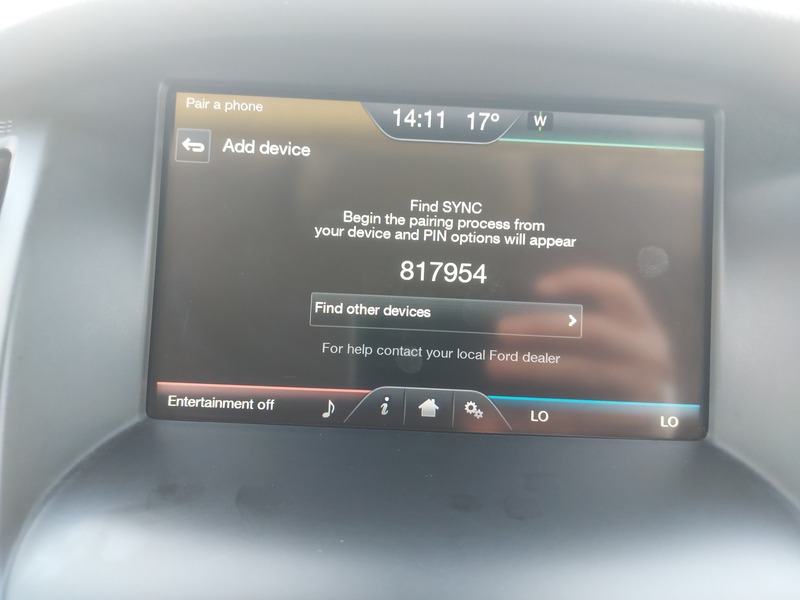 Pair a phone
14:11 17° W
Add device
Find SYNC
Begin the pairing process from
your device and PIN options will appear
817954
Find other devices
For help contact your local Ford dealer
Entertainment off
i
LO
LO